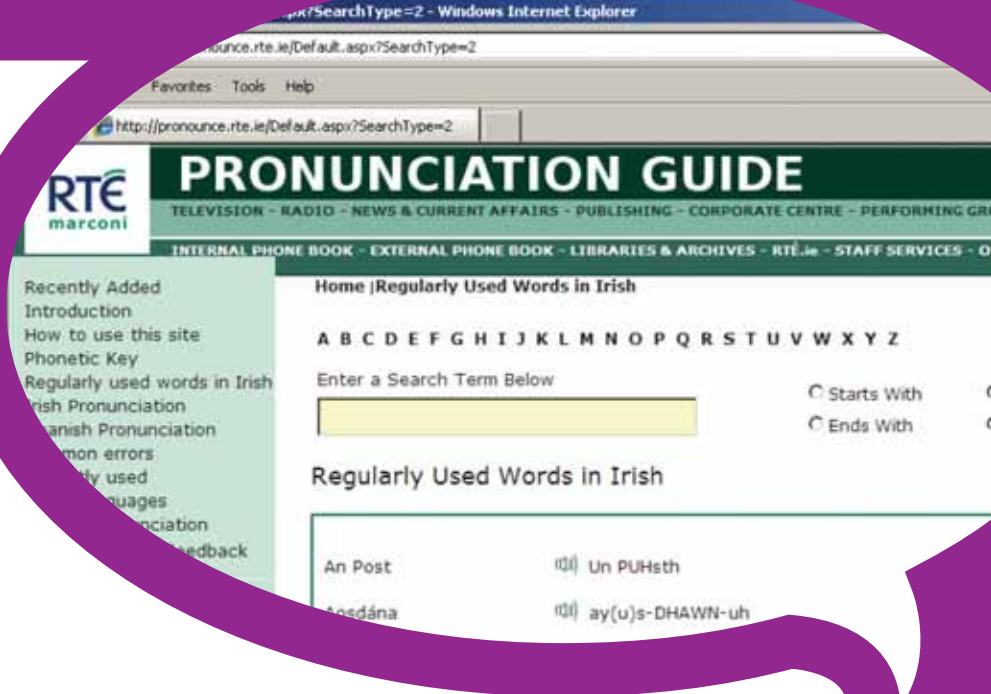 px?SearchType=2 - Windows Internet Explorer
ounce.rte.ie/Default.aspx?SearchType=2
Favorites Tools Help
http://pronounce.rte.ie/Default.aspx?SearchType=2
RTÉ
marconi
PRONUNCIATION GUIDE
TELEVISION - RADIO - NEWS & CURRENT AFFAIRS - PUBLISHING - CORPORATE CENTRE - PERFORMING GR
INTERNAL PHONE BOOK - EXTERNAL PHONE BOOK - LIBRARIES & ARCHIVES - RTÉ.ie - STAFF SERVICES - O
Recently Added
Introduction
How to use this site
Phonetic Key
Regularly used words in Irish
rish Pronunciation
anish Pronunciation
mon errors
tly used
uages
nciation
edback
Home |Regularly Used Words in Irish
A B C D E F G H I J K L M N O P Q R S T U V W X Y Z
Enter a Search Term Below
Starts With
Ends With
Regularly Used Words in Irish
An Post Un PUHsth
Aosdána ay(u)s-DHAWN-uh